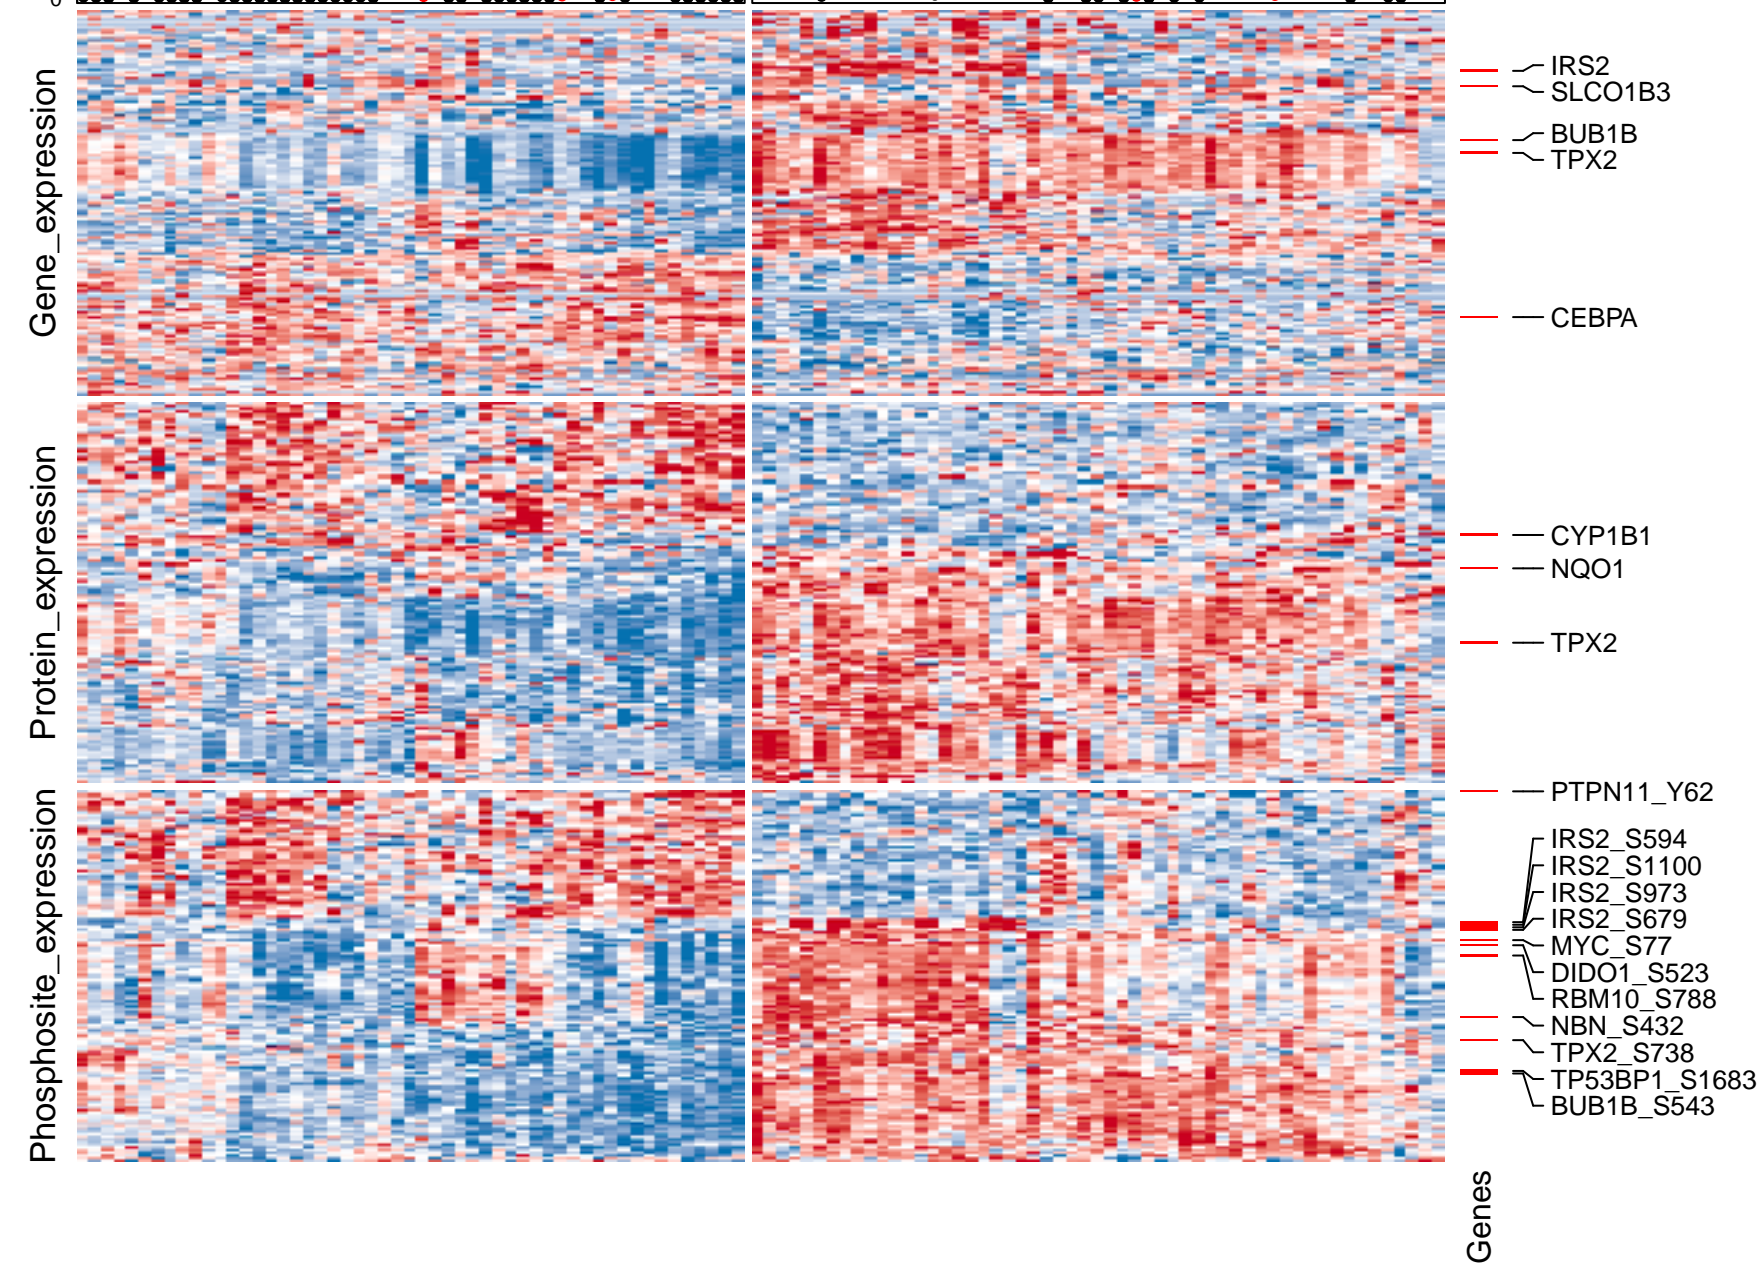 0
Gene_expression
IRS2
SLCO1B3
BUB1B
TPX2
CEBPA
Protein_expression
CYP1B1
NQO1
TPX2
Phosphosite_expression
PTPN11_Y62
IRS2_S594
IRS2_S1100
IRS2_S973
IRS2_S679
MYC_S77
DIDO1_S523
RBM10_S788
NBN_S432
TPX2_S738
TP53BP1_S1683
BUB1B_S543
Genes